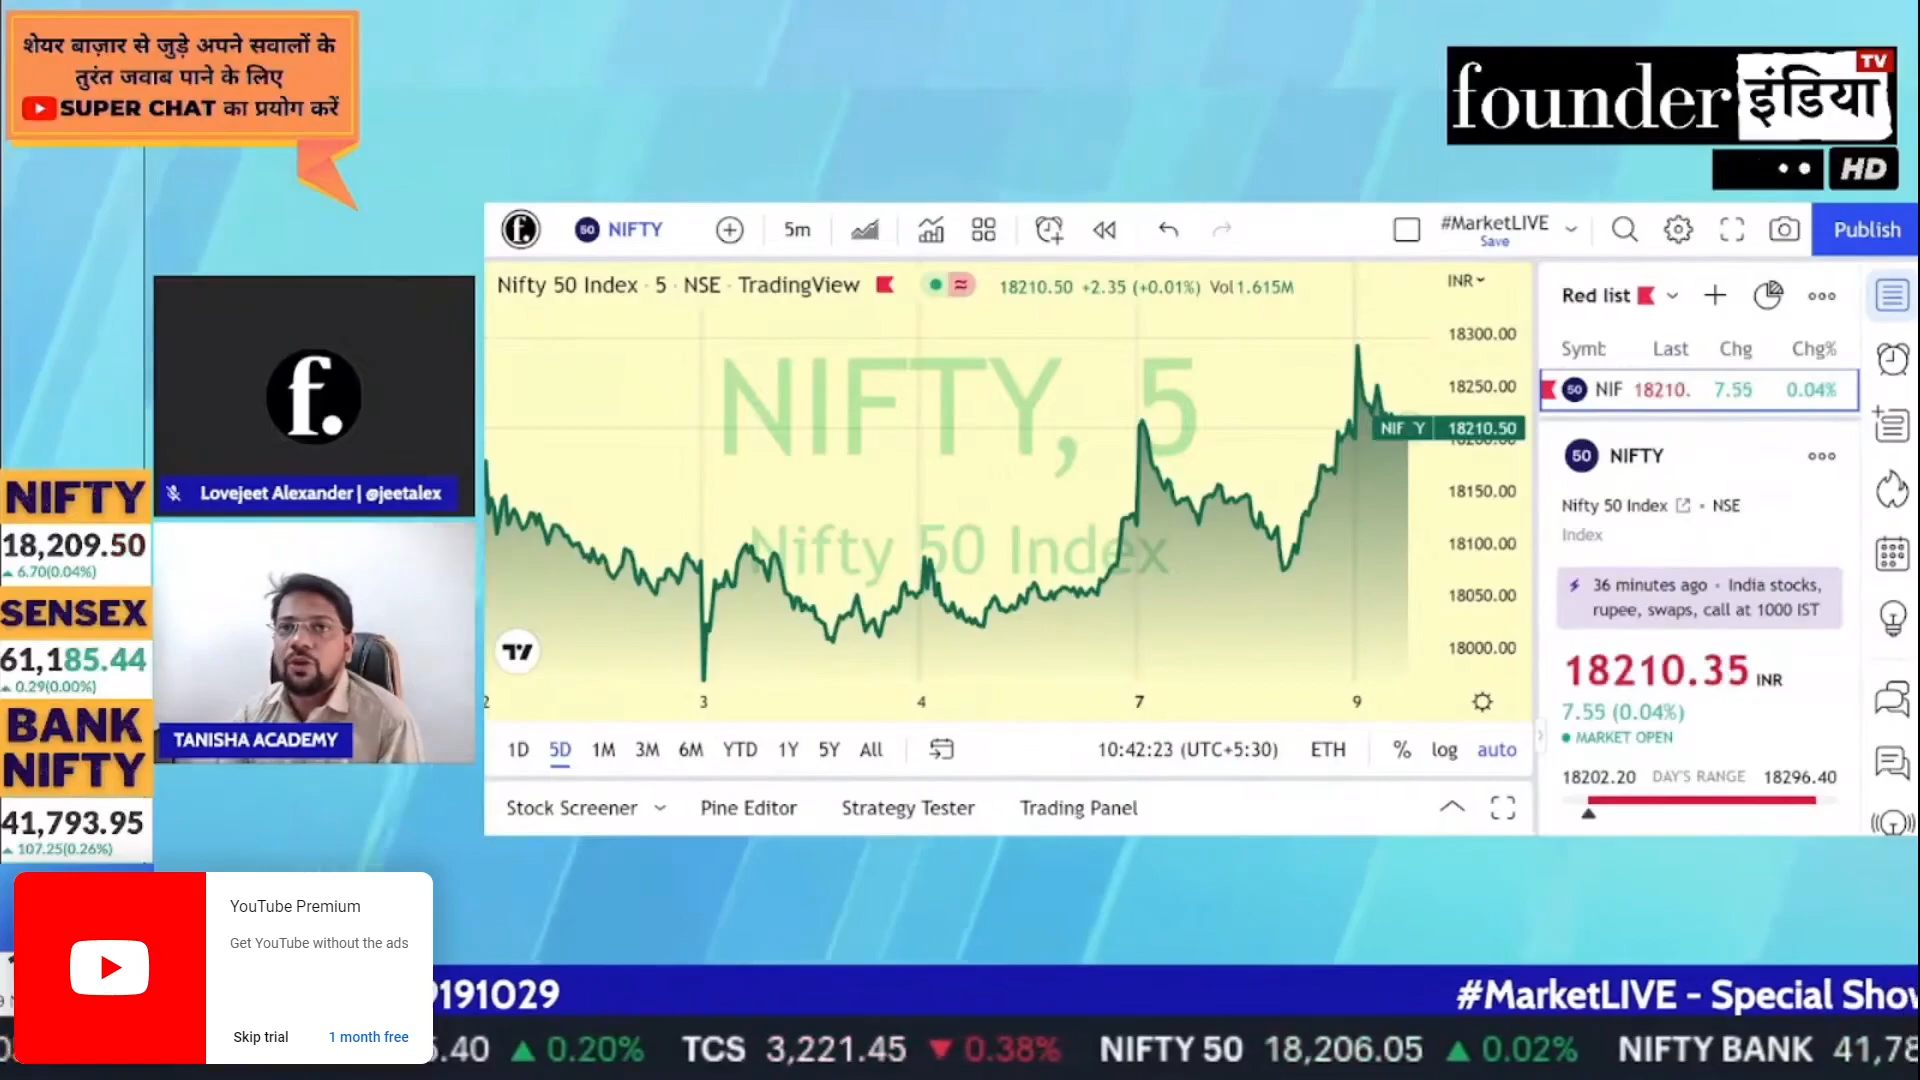 शेयर बाज़ार से जुड़े अपने सवालों के
तुरंत जवाब पाने के लिए
SUPER CHAT का प्रयोग करें
founder इंडिया TV
HD
NIFTY
5m
#MarketLIVE
Save
Publish
Nifty 50 Index · 5 · NSE · TradingView
18210.50 +2.35 (+0.01%) Vol 1.615M
INR
NIFTY, 5
Nifty 50 Index
18300.00
18250.00
18210.50
18200.00
18150.00
18100.00
18050.00
18000.00
2 3 4 7 9
1D 5D 1M 3M 6M YTD 1Y 5Y All
10:42:23 (UTC+5:30) ETH % log auto
Stock Screener Pine Editor Strategy Tester Trading Panel
Red list
Last Chg Chg%
50 NIF 18210. 7.55 0.04%
50 NIFTY
Nifty 50 Index · NSE
Index
36 minutes ago · India stocks,
rupee, swaps, call at 1000 IST
18210.35 INR
7.55 (0.04%)
MARKET OPEN
18202.20 DAY'S RANGE 18296.40
f.
Lovejeet Alexander | @jeetalex
TANISHA ACADEMY
NIFTY
18,209.50
6.70(0.04%)
SENSEX
61,185.44
0.29(0.00%)
BANK
NIFTY
41,793.95
107.25(0.26%)
YouTube Premium
Get YouTube without the ads
Skip trial 1 month free
191029
#MarketLIVE - Special Show
.40 ▲ 0.20% TCS 3,221.45 ▼ 0.38% NIFTY 50 18,206.05 ▲ 0.02% NIFTY BANK 41,78